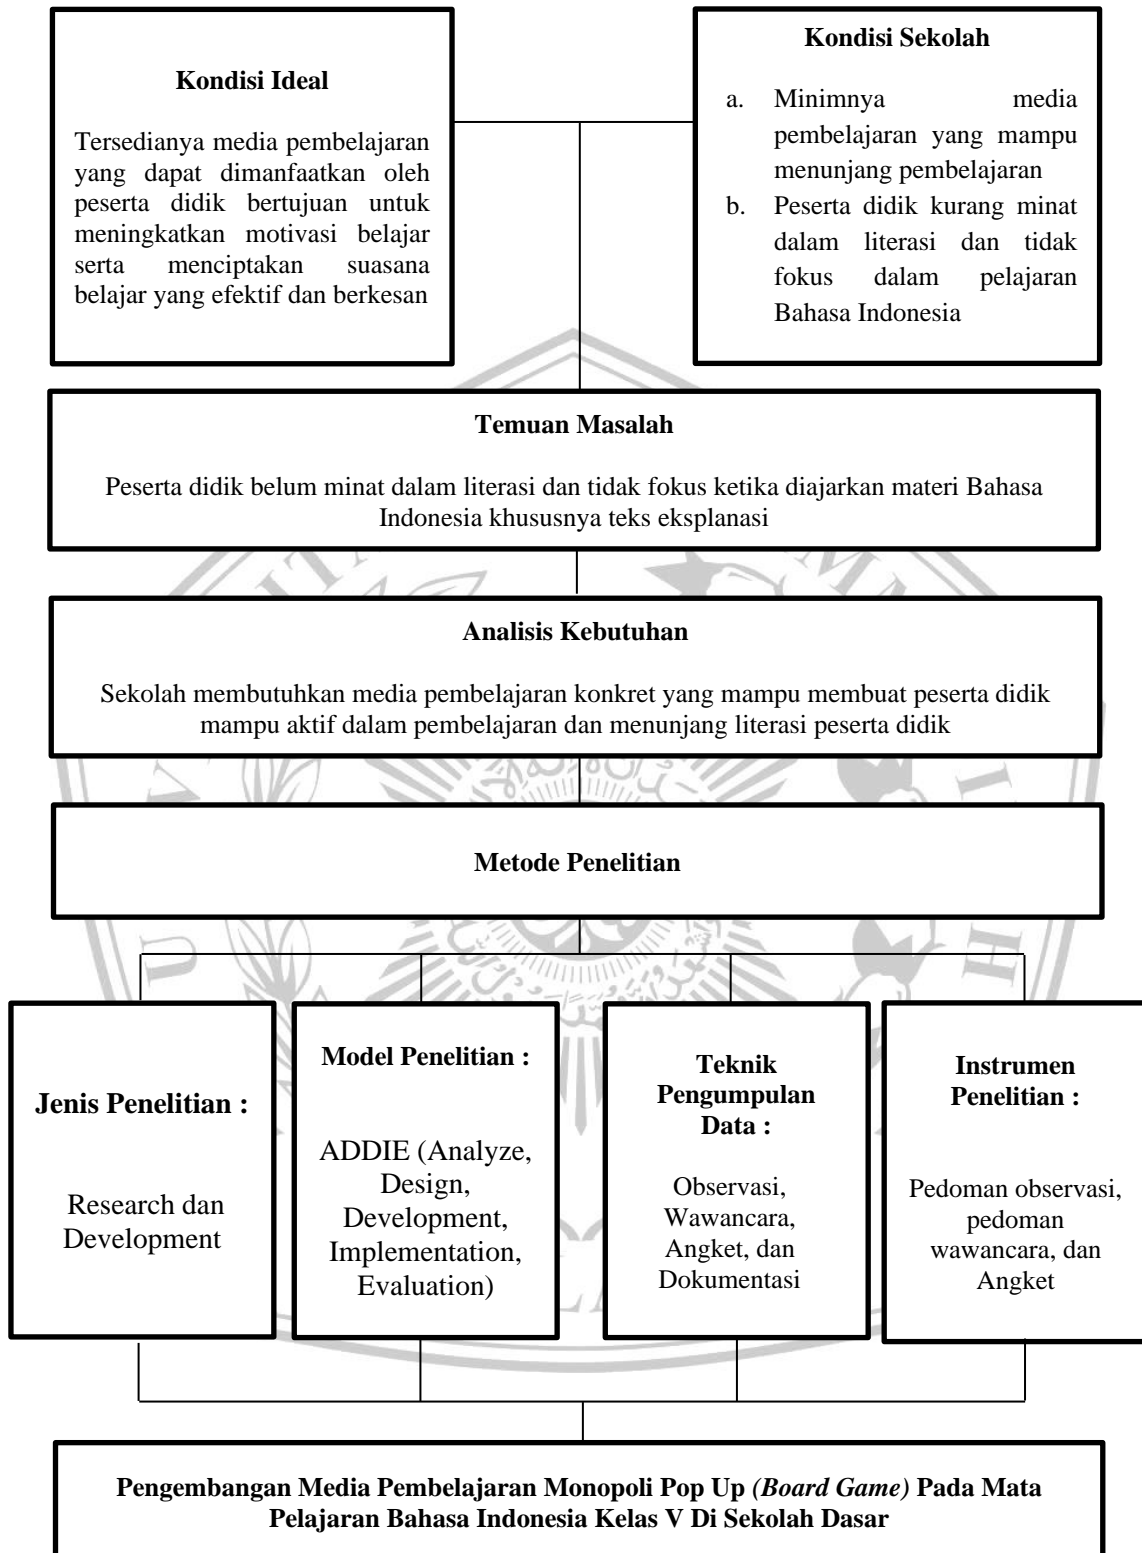 Kondisi Ideal
Tersedianya media pembelajaran
yang dapat dimanfaatkan oleh
peserta didik bertujuan untuk
meningkatkan motivasi belajar
serta menciptakan suasana
belajar yang efektif dan berkesan
Kondisi Sekolah
a. Minimnya media
pembelajaran yang mampu
menunjang pembelajaran
b. Peserta didik kurang minat
dalam literasi dan tidak
fokus dalam pelajaran
Bahasa Indonesia
Temuan Masalah
Peserta didik belum minat dalam literasi dan tidak fokus ketika diajarkan materi Bahasa
Indonesia khususnya teks eksplanasi
Analisis Kebutuhan
Sekolah membutuhkan media pembelajaran konkret yang mampu membuat peserta didik
mampu aktif dalam pembelajaran dan menunjang literasi peserta didik
Metode Penelitian
Jenis Penelitian :
Research dan
Development
Model Penelitian :
ADDIE (Analyze,
Design,
Development,
Implementation,
Evaluation)
Teknik
Pengumpulan
Data :
Observasi,
Wawancara,
Angket, dan
Dokumentasi
Instrumen
Penelitian :
Pedoman observasi,
pedoman
wawancara, dan
Angket
Pengembangan Media Pembelajaran Monopoli Pop Up (Board Game) Pada Mata
Pelajaran Bahasa Indonesia Kelas V Di Sekolah Dasar